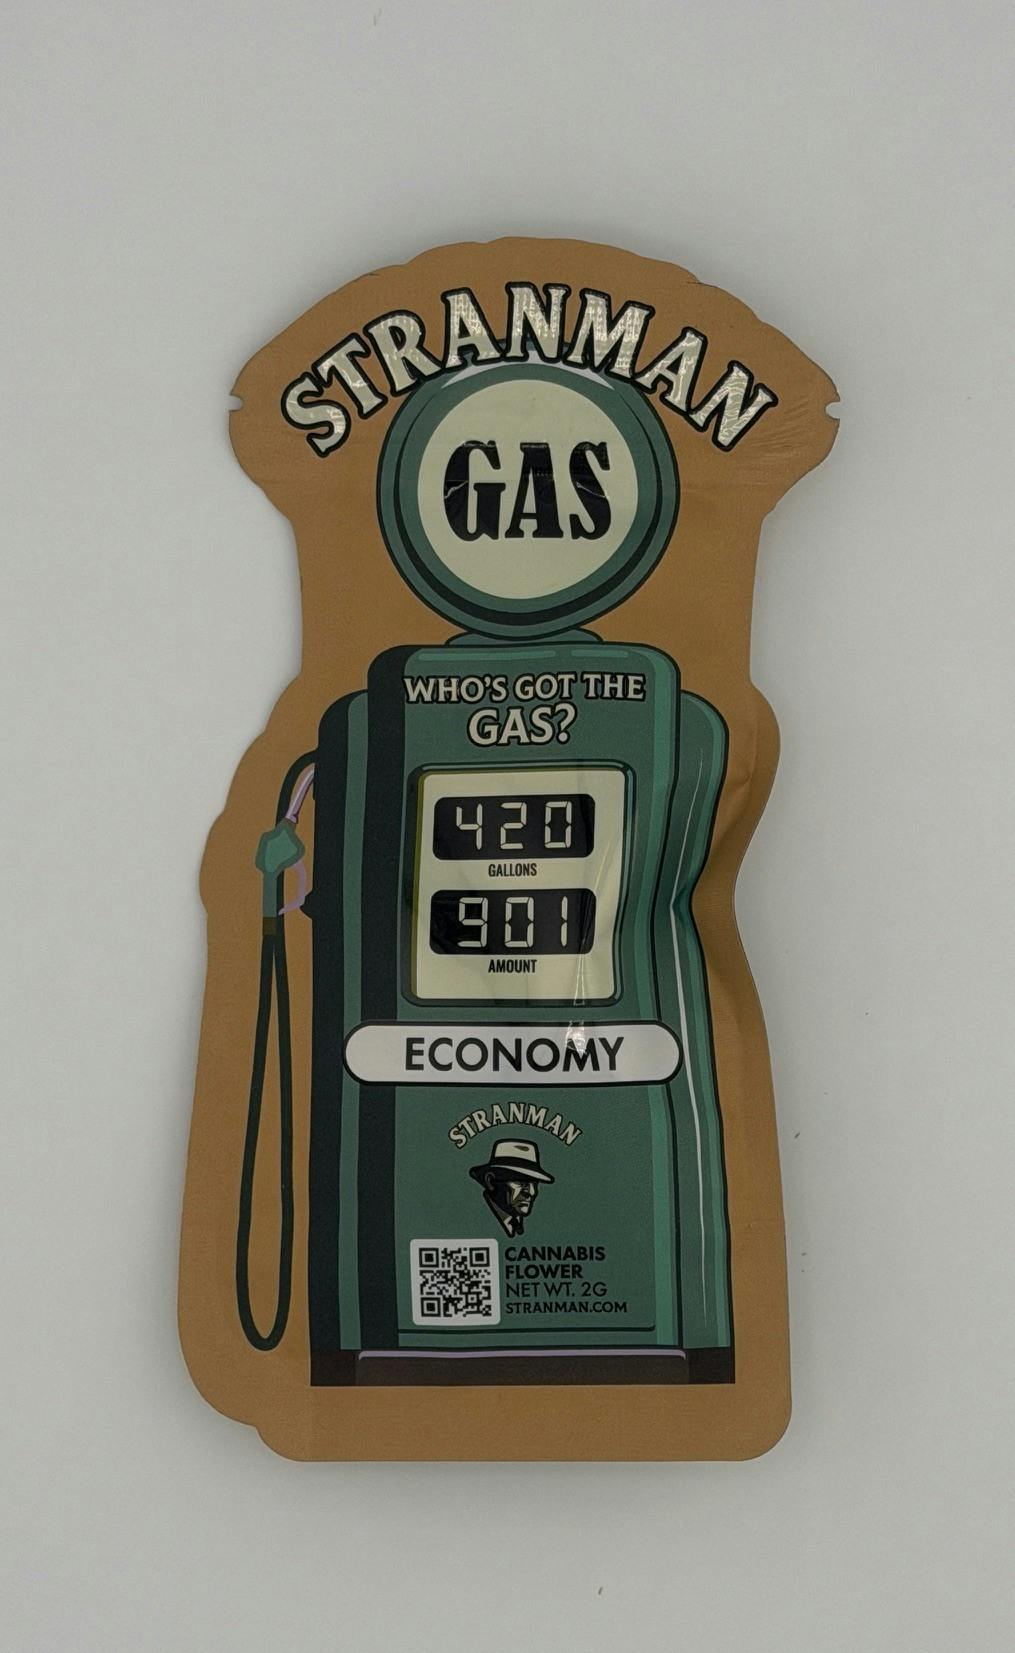 STRANMAN
GAS
WHO'S GOT THE
GAS?
420
GALLONS
901
AMOUNT
ECONOMY
STRANMAN
CANNABIS
FLOWER
NET WT. 2G
STRANMAN.COM